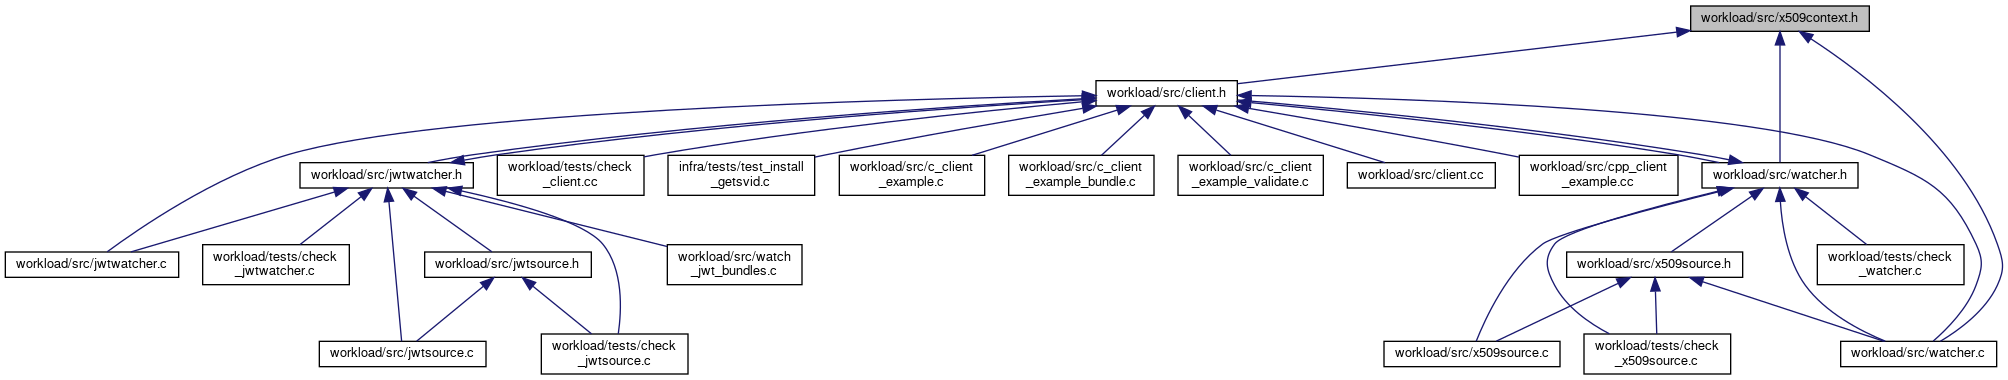 workload/src/x509context.h
workload/src/client.h
workload/src/jwtwatcher.h
workload/tests/check
_client.cc
infra/tests/test_install
_getsvid.c
workload/src/c_client
_example.c
workload/src/c_client
_example_bundle.c
workload/src/c_client
_example_validate.c
workload/src/client.cc
workload/src/cpp_client
_example.cc
workload/src/watcher.h
workload/src/jwtwatcher.c
workload/tests/check
_jwtwatcher.c
workload/src/jwtsource.h
workload/src/watch
_jwt_bundles.c
workload/src/x509source.h
workload/tests/check
_watcher.c
workload/src/jwtsource.c
workload/tests/check
_jwtsource.c
workload/src/x509source.c
workload/tests/check
_x509source.c
workload/src/watcher.c